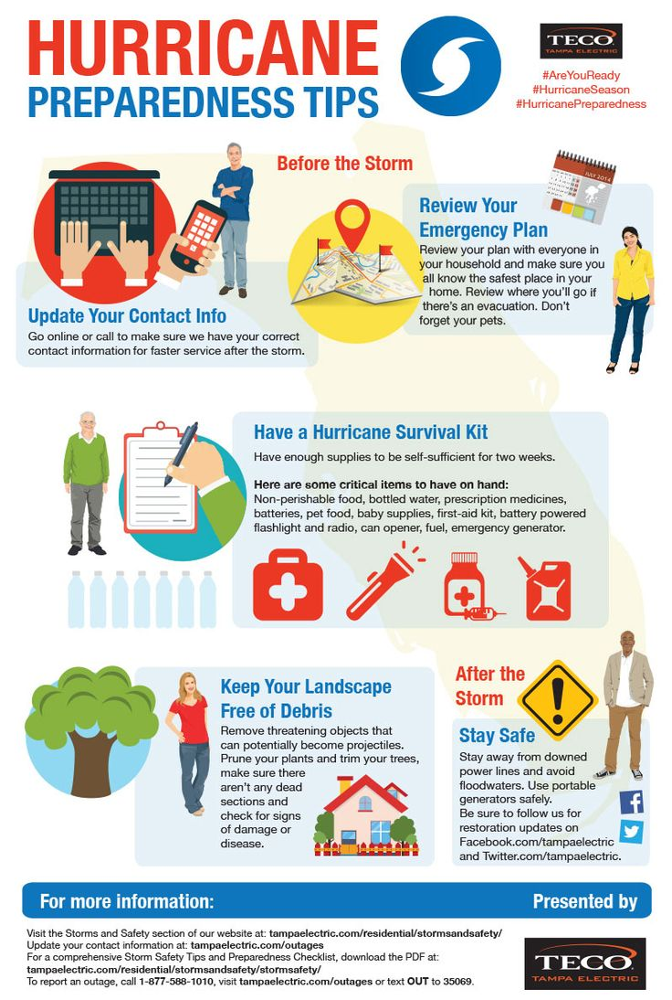 HURRICANE
PREPAREDNESS TIPS
TECO
TAMPA ELECTRIC
#AreYouReady
#HurricaneSeason
#HurricanePreparedness
Before the Storm
JULY 2014
Update Your Contact Info
Go online or call to make sure we have your correct
contact information for faster service after the storm.
Review Your
Emergency Plan
Review your plan with everyone in
your household and make sure you
all know the safest place in your
home. Review where you'll go if
there's an evacuation. Don't
forget your pets.
Have a Hurricane Survival Kit
Have enough supplies to be self-sufficient for two weeks.
Here are some critical items to have on hand:
Non-perishable food, bottled water, prescription medicines,
batteries, pet food, baby supplies, first-aid kit, battery powered
flashlight and radio, can opener, fuel, emergency generator.
Keep Your Landscape
Free of Debris
Remove threatening objects that
can potentially become projectiles.
Prune your plants and trim your trees,
make sure there
aren't any dead
sections and
check for signs
of damage or
disease.
After the
Storm
!
Stay Safe
Stay away from downed
power lines and avoid
floodwaters. Use portable
generators safely.
Be sure to follow us for
restoration updates on
Facebook.com/tampaelectric
and Twitter.com/tampaelectric.
f
For more information:
Presented by
Visit the Storms and Safety section of our website at: tampaelectric.com/residential/stormsandsafety/
Update your contact information at: tampaelectric.com/outages
For a comprehensive Storm Safety Tips and Preparedness Checklist, download the PDF at:
tampaelectric.com/residential/stormsandsafety/stormsafety/
To report an outage, call 1-877-588-1010, visit tampaelectric.com/outages or text OUT to 35069.
TECO
TAMPA ELECTRIC